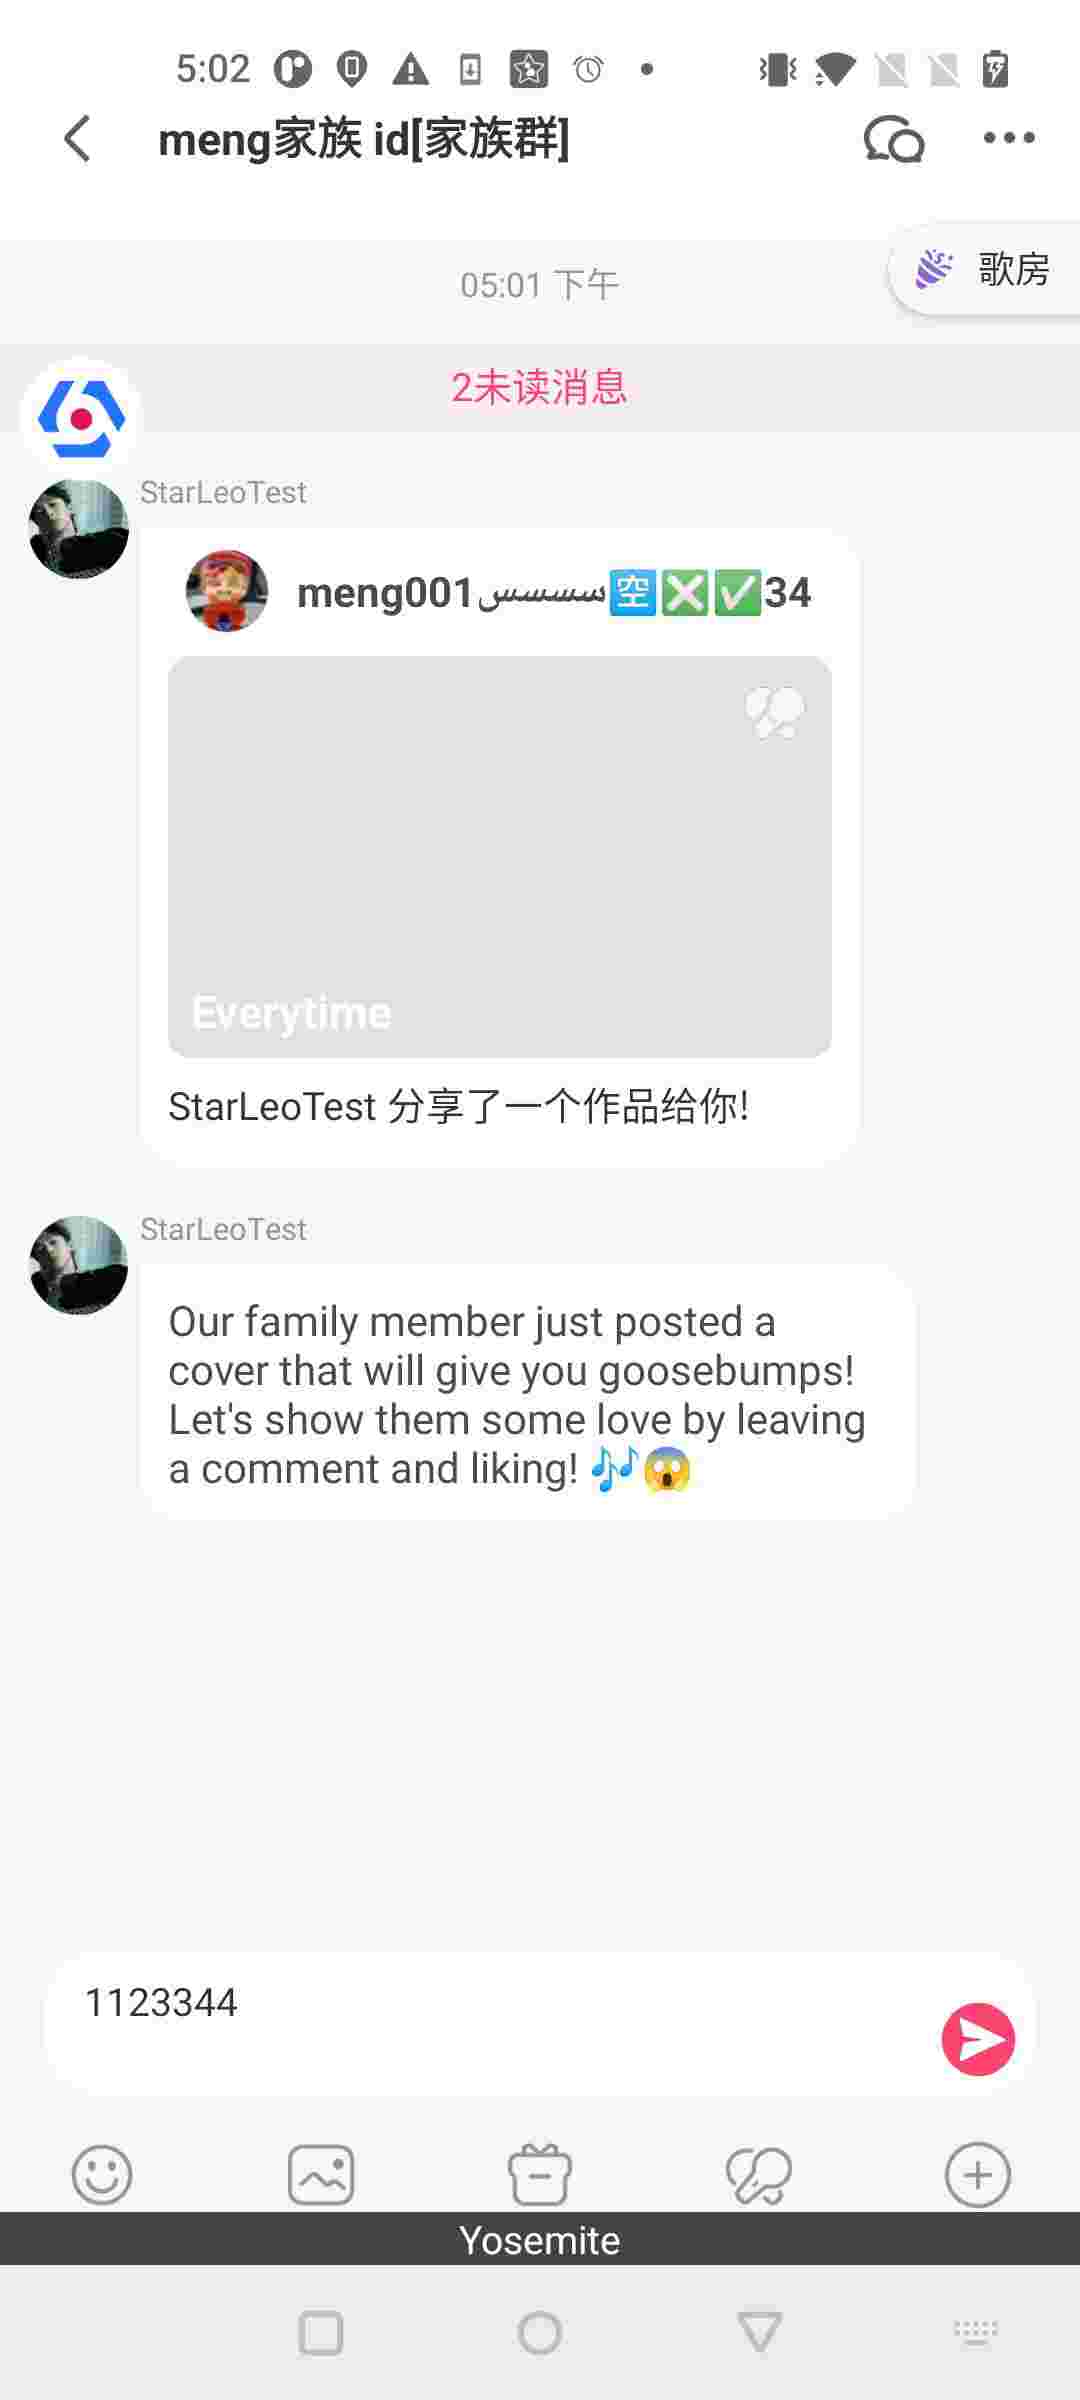 5:02
meng家族 id[家族群]
歌房
05:01 下午
2未读消息
StarLeoTest
meng001سسسس🈳❎✅34
Everytime
StarLeoTest 分享了一个作品给你!
StarLeoTest
Our family member just posted a
cover that will give you goosebumps!
Let's show them some love by leaving
a comment and liking! 🎶😱
1123344
Yosemite